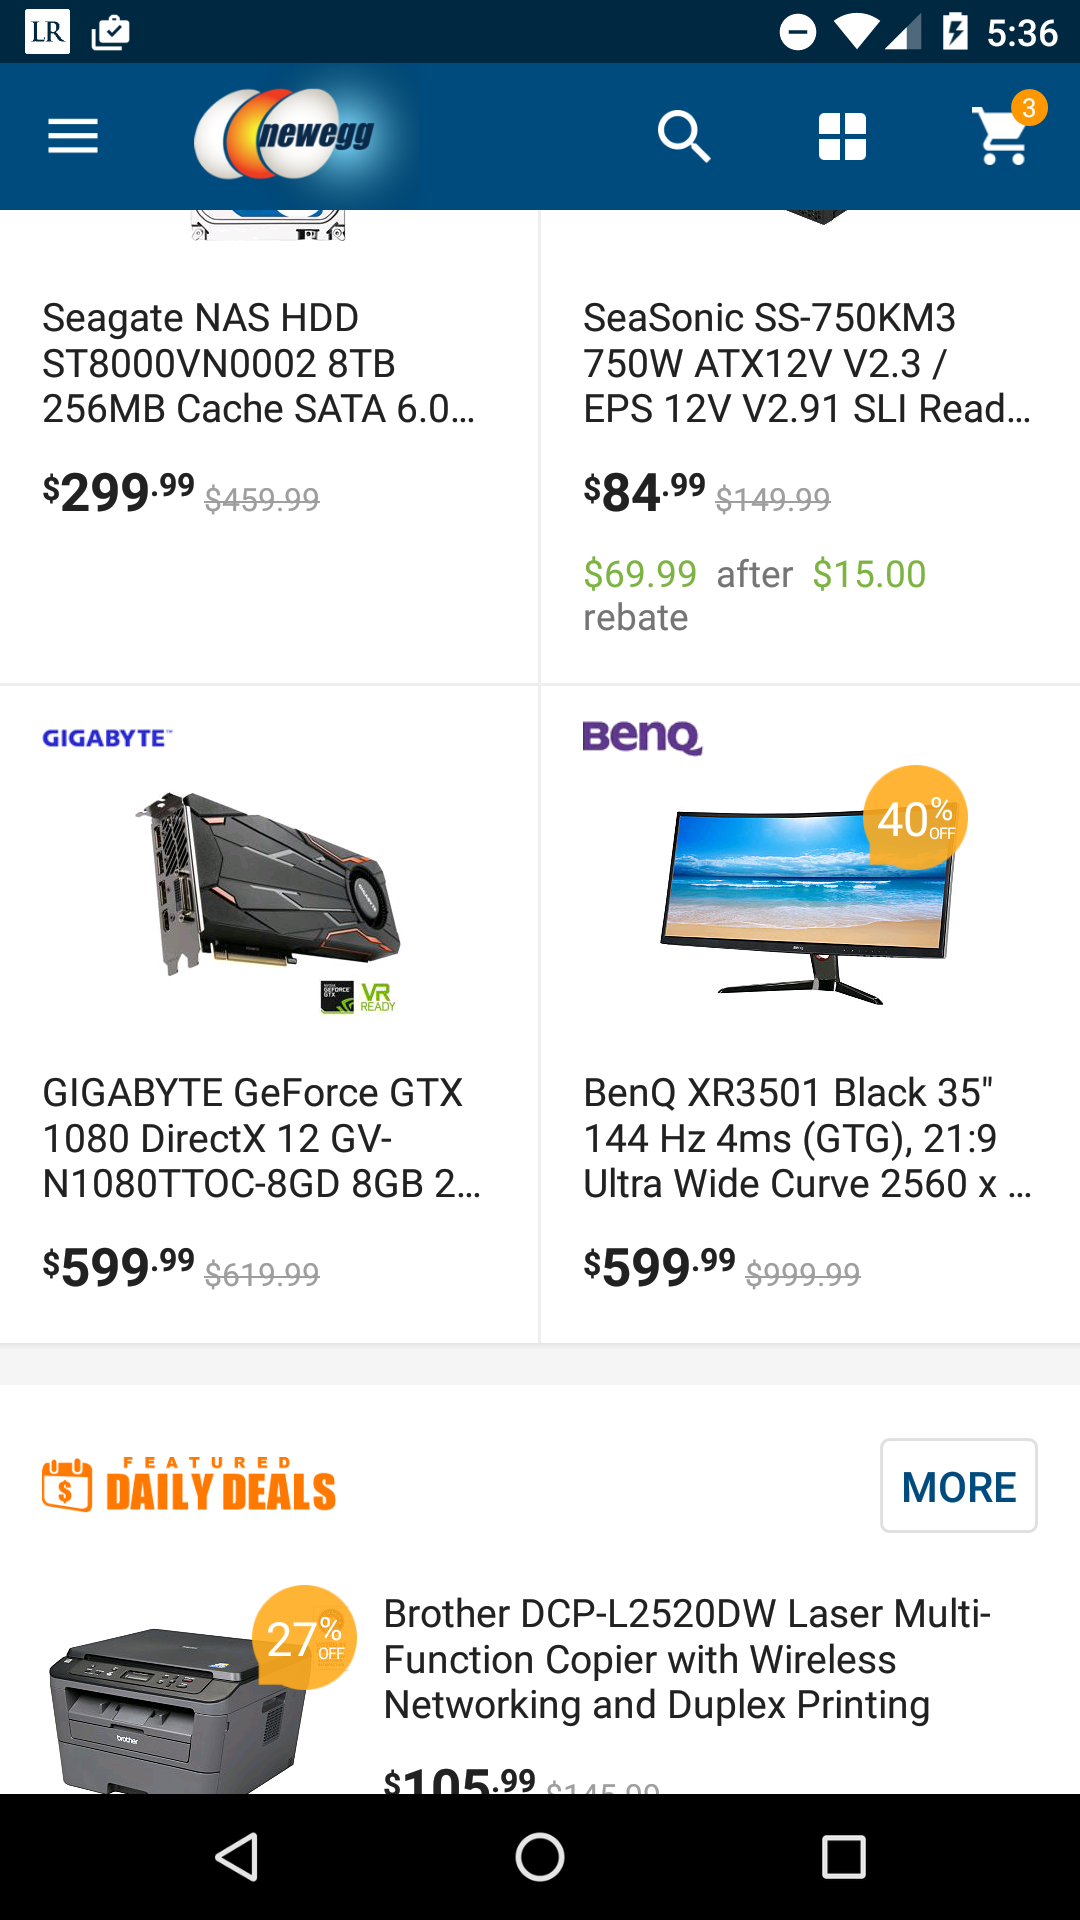 LR
5:36
newegg
3
Seagate NAS HDD
ST8000VN0002 8TB
256MB Cache SATA 6.0...
$299.99 $459.99
SeaSonic SS-750KM3
750W ATX12V V2.3 /
EPS 12V V2.91 SLI Read...
$84.99 $149.99
$69.99 after $15.00
rebate
GIGABYTE™
GEFORCE
GTX
VR
READY
GIGABYTE GeForce GTX
1080 DirectX 12 GV-
N1080TTOC-8GD 8GB 2...
$599.99 $619.99
BenQ
40%
OFF
BenQ XR3501 Black 35"
144 Hz 4ms (GTG), 21:9
Ultra Wide Curve 2560 x ...
$599.99 $999.99
FEATURED
DAILY DEALS
MORE
27%
OFF
brother
Brother DCP-L2520DW Laser Multi-
Function Copier with Wireless
Networking and Duplex Printing
$105.99 $145.99